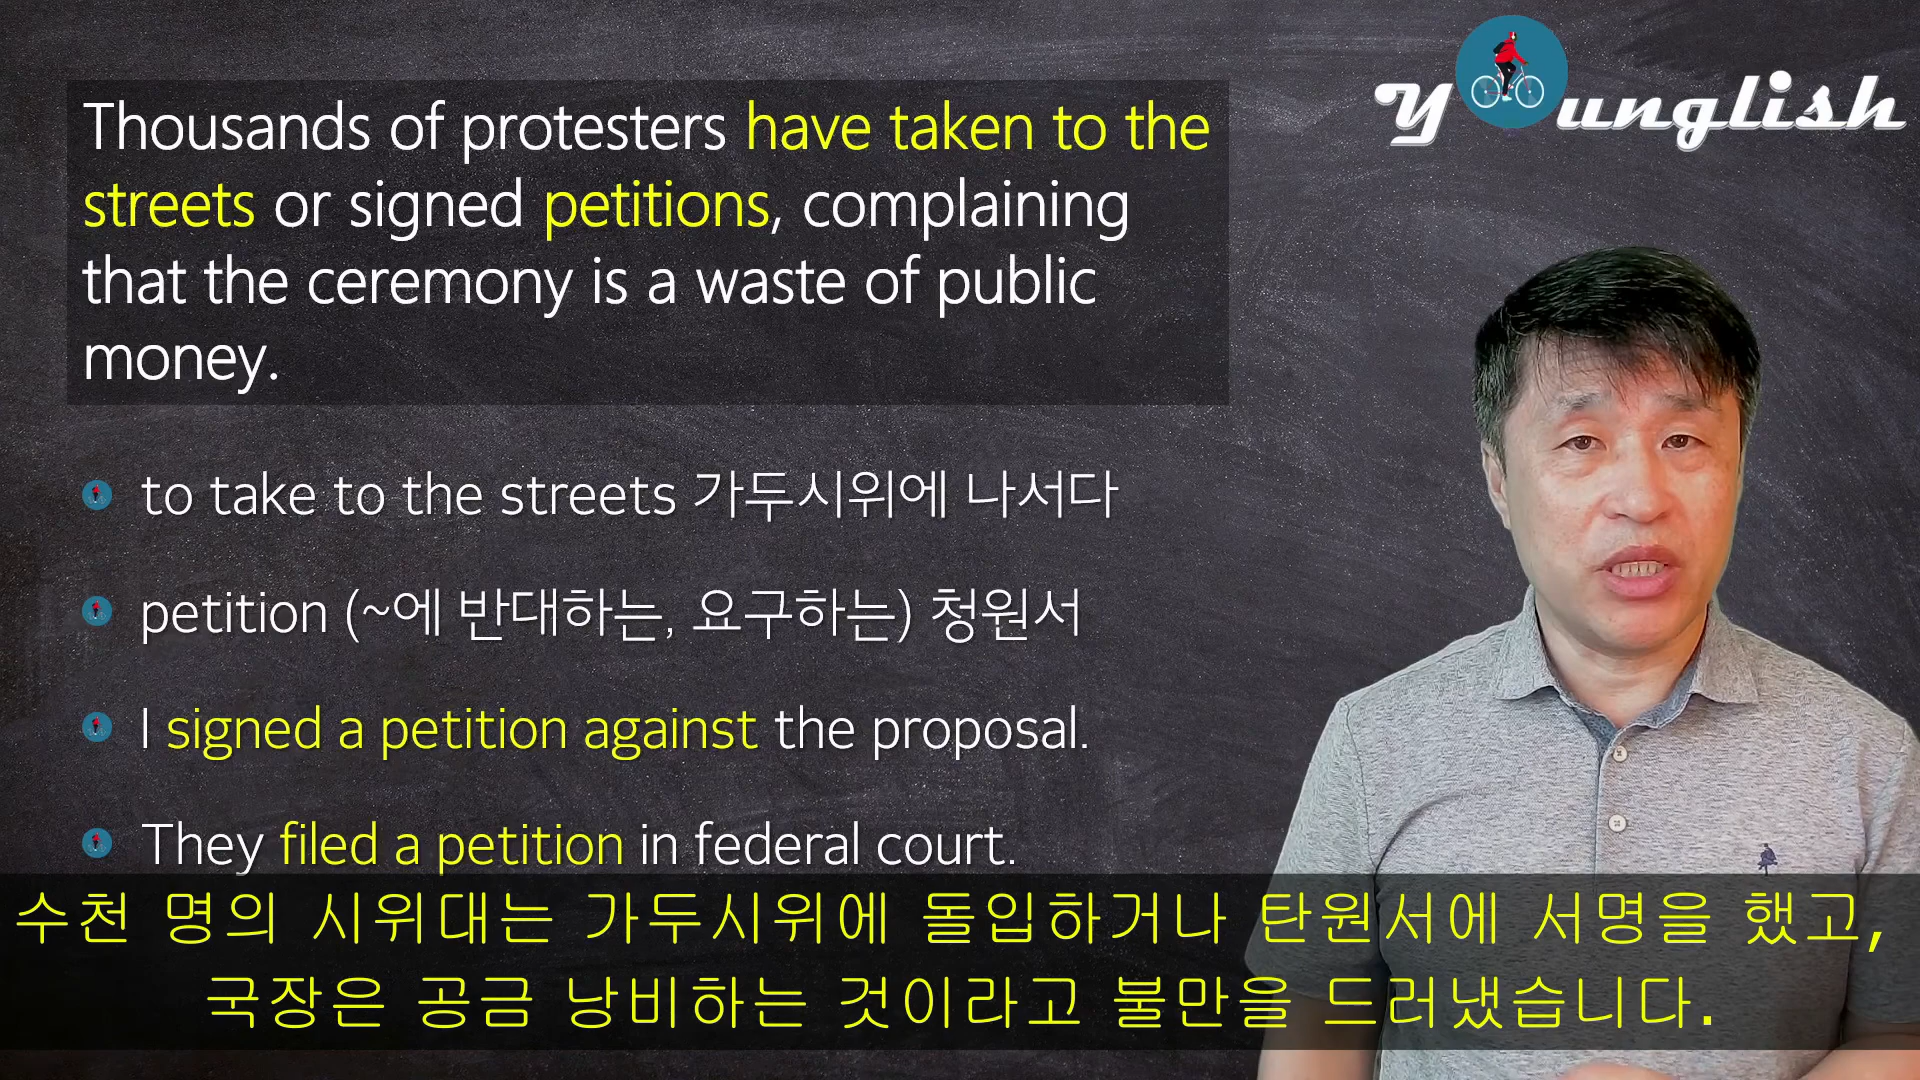 Younglish
Thousands of protesters have taken to the
streets or signed petitions, complaining
that the ceremony is a waste of public
money.
to take to the streets 가두시위에 나서다
petition (~에 반대하는, 요구하는) 청원서
I signed a petition against the proposal.
They filed a petition in federal court.
수천 명의 시위대는 가두시위에 돌입하거나 탄원서에 서명을 했고,
국장은 공금 낭비하는 것이라고 불만을 드러냈습니다.